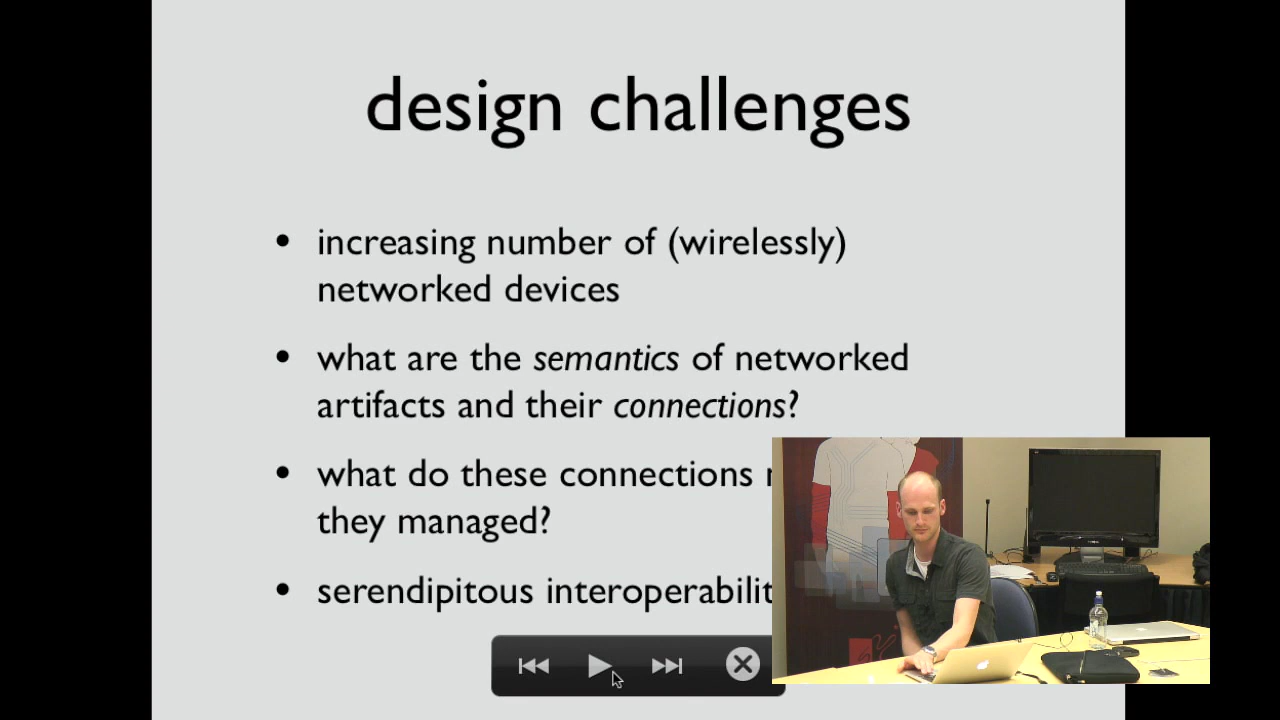 design challenges
• increasing number of (wirelessly)
networked devices
• what are the semantics of networked
artifacts and their connections?
• what do these connections
they managed?
• serendipitous